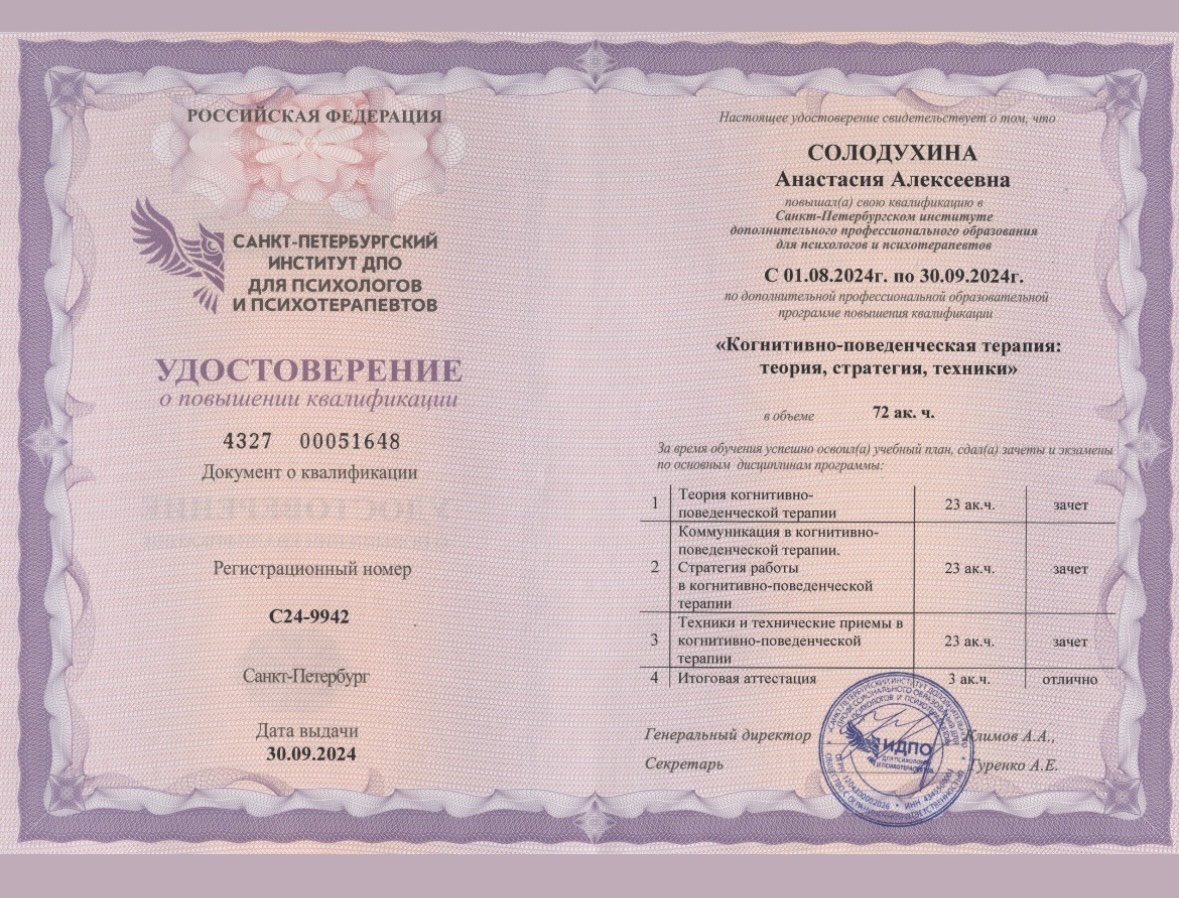 РОССИЙСКАЯ ФЕДЕРАЦИЯ
САНКТ-ПЕТЕРБУРГСКИЙ
ИНСТИТУТ ДПО
ДЛЯ ПСИХОЛОГОВ
И ПСИХОТЕРАПЕВТОВ
УДОСТОВЕРЕНИЕ
о повышении квалификации
4327 00051648
Документ о квалификации
Регистрационный номер
С24-9942
Санкт-Петербург
Дата выдачи
30.09.2024
Настоящее удостоверение свидетельствует о том, что
СОЛОДУХИНА
Анастасия Алексеевна
повышал(а) свою квалификацию в
Санкт-Петербургском институте
дополнительного профессионального образования
для психологов и психотерапевтов
С 01.08.2024г. по 30.09.2024г.
по дополнительной профессиональной образовательной
программе повышения квалификации
«Когнитивно-поведенческая терапия:
теория, стратегия, техники»
в объеме 72 ак. ч.
За время обучения успешно освоил(а) учебный план, сдал(а) зачеты и экзамены
по основным дисциплинам программы:
1 Теория когнитивно-
поведенческой терапии 23 ак.ч. зачет
Коммуникация в когнитивно-
поведенческой терапии.
2 Стратегия работы 23 ак.ч. зачет
в когнитивно-поведенческой
терапии
Техники и технические приемы в
3 когнитивно-поведенческой 23 ак.ч. зачет
терапии
4 Итоговая аттестация 3 ак.ч. отлично
Генеральный директор Климов А.А.,
Секретарь Гуренко А.Е.
ИДПО
ДЛЯ ПСИХОЛОГОВ
И ПСИХОТЕРАПЕВТОВ